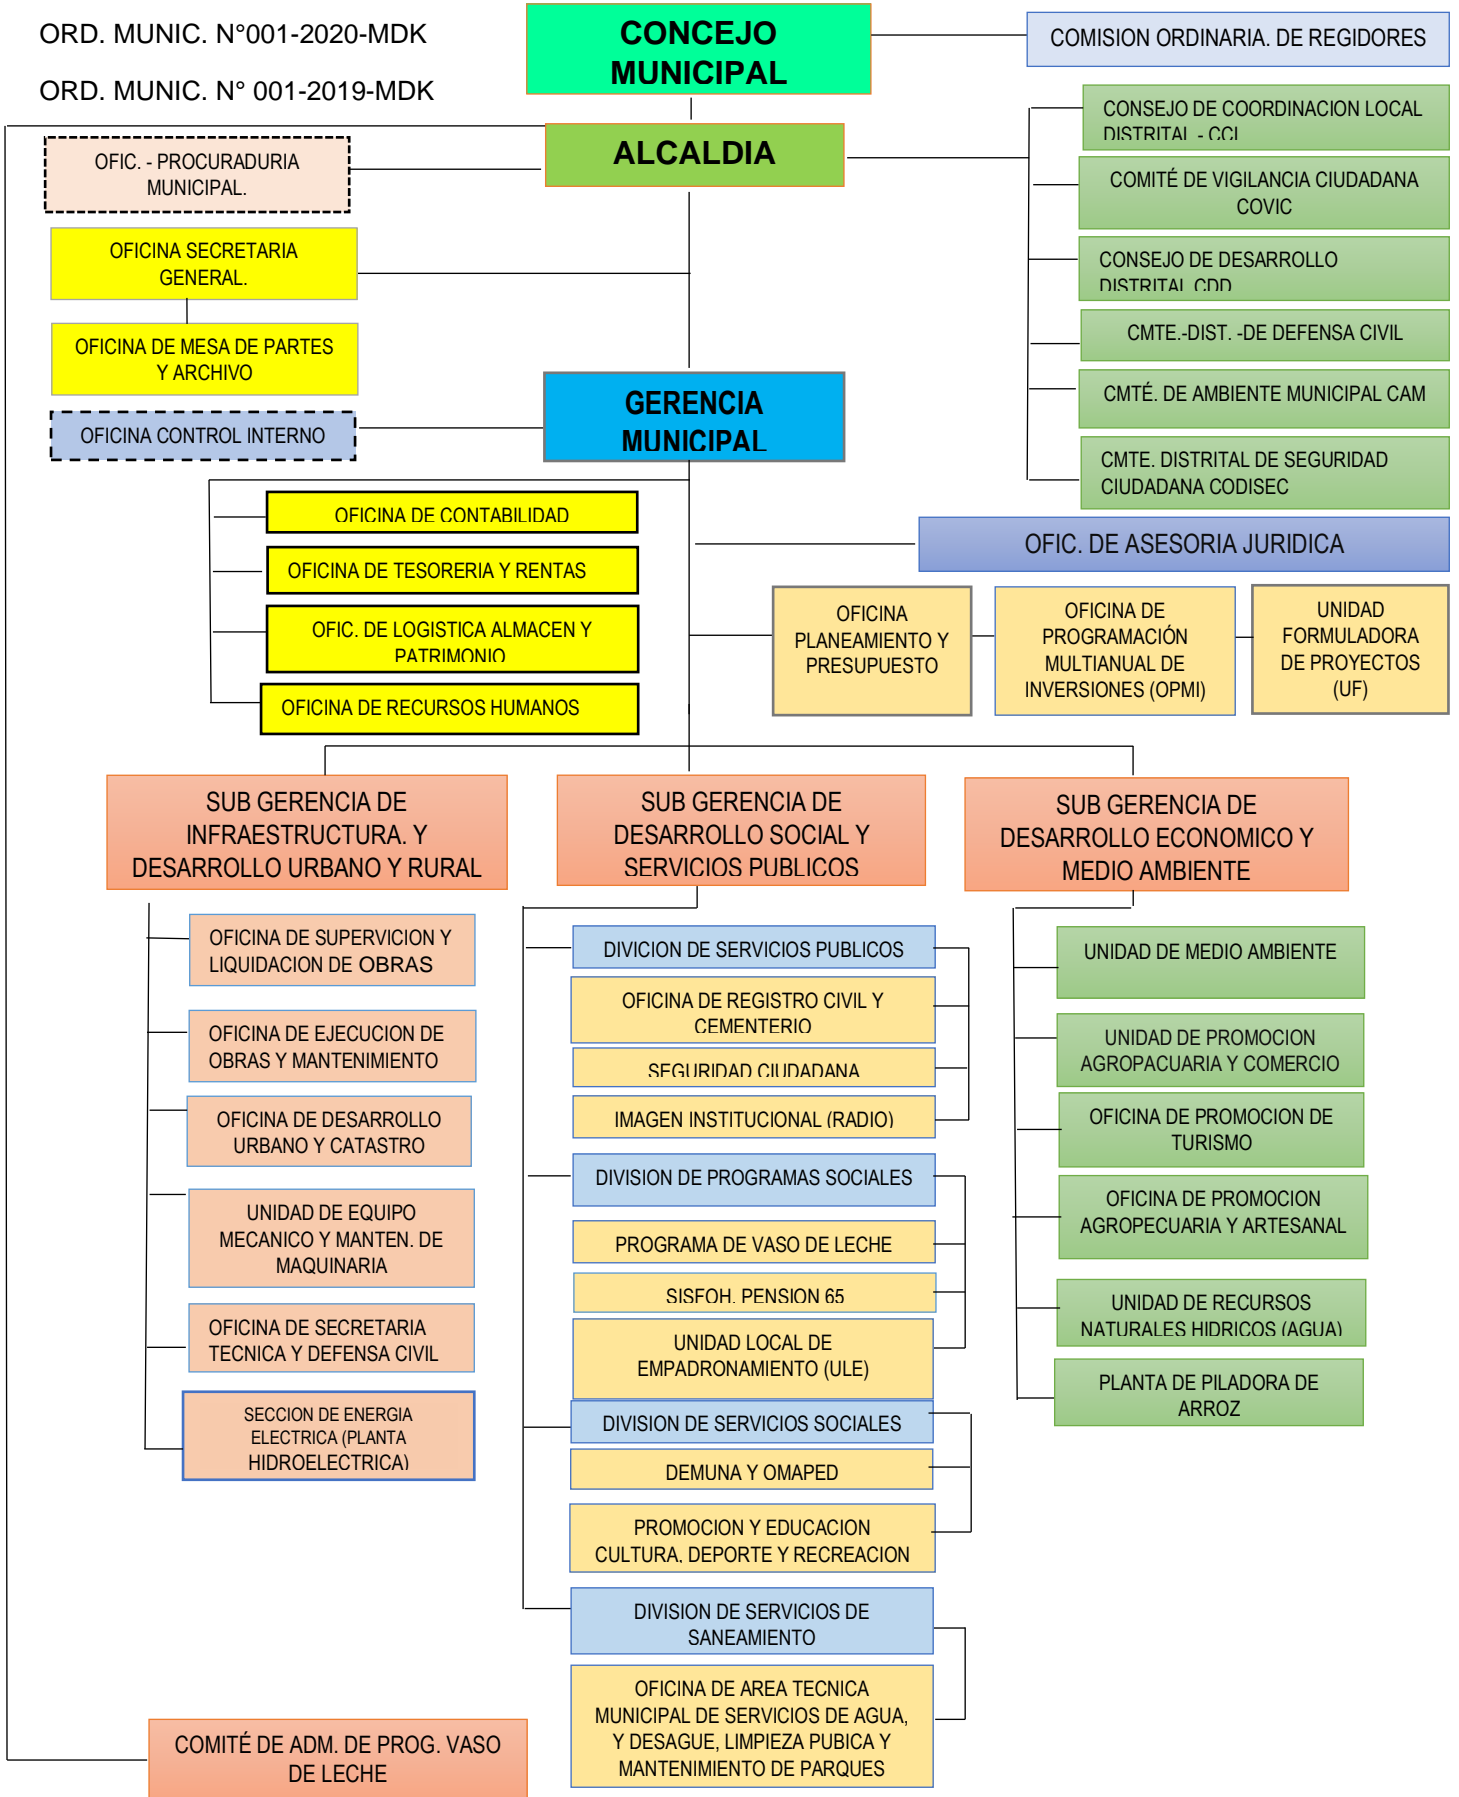 ORD. MUNIC. N°001-2020-MDK
ORD. MUNIC. N° 001-2019-MDK
CONCEJO
MUNICIPAL
COMISION ORDINARIA. DE REGIDORES
ALCALDIA
OFIC. - PROCURADURIA
MUNICIPAL.
OFICINA SECRETARIA
GENERAL.
OFICINA DE MESA DE PARTES
Y ARCHIVO
OFICINA CONTROL INTERNO
GERENCIA
MUNICIPAL
CONSEJO DE COORDINACION LOCAL
DISTRITAL - CCL
COMITÉ DE VIGILANCIA CIUDADANA
COVIC
CONSEJO DE DESARROLLO
DISTRITAL CDD
CMTE.-DIST. -DE DEFENSA CIVIL
CMTÉ. DE AMBIENTE MUNICIPAL CAM
CMTE. DISTRITAL DE SEGURIDAD
CIUDADANA CODISEC
OFICINA DE CONTABILIDAD
OFICINA DE TESORERIA Y RENTAS
OFIC. DE LOGISTICA ALMACEN Y
PATRIMONIO
OFICINA DE RECURSOS HUMANOS
OFIC. DE ASESORIA JURIDICA
OFICINA
PLANEAMIENTO Y
PRESUPUESTO
OFICINA DE
PROGRAMACIÓN
MULTIANUAL DE
INVERSIONES (OPMI)
UNIDAD
FORMULADORA
DE PROYECTOS
(UF)
SUB GERENCIA DE
INFRAESTRUCTURA. Y
DESARROLLO URBANO Y RURAL
OFICINA DE SUPERVICION Y
LIQUIDACION DE OBRAS
OFICINA DE EJECUCION DE
OBRAS Y MANTENIMIENTO
OFICINA DE DESARROLLO
URBANO Y CATASTRO
UNIDAD DE EQUIPO
MECANICO Y MANTEN. DE
MAQUINARIA
OFICINA DE SECRETARIA
TECNICA Y DEFENSA CIVIL
SECCION DE ENERGIA
ELECTRICA (PLANTA
HIDROELECTRICA)
SUB GERENCIA DE
DESARROLLO SOCIAL Y
SERVICIOS PUBLICOS
DIVICION DE SERVICIOS PUBLICOS
OFICINA DE REGISTRO CIVIL Y
CEMENTERIO
SEGURIDAD CIUDADANA
IMAGEN INSTITUCIONAL (RADIO)
DIVISION DE PROGRAMAS SOCIALES
PROGRAMA DE VASO DE LECHE
SISFOH. PENSION 65
UNIDAD LOCAL DE
EMPADRONAMIENTO (ULE)
DIVISION DE SERVICIOS SOCIALES
DEMUNA Y OMAPED
PROMOCION Y EDUCACION
CULTURA, DEPORTE Y RECREACION
DIVISION DE SERVICIOS DE
SANEAMIENTO
OFICINA DE AREA TECNICA
MUNICIPAL DE SERVICIOS DE AGUA,
Y DESAGUE, LIMPIEZA PUBICA Y
MANTENIMIENTO DE PARQUES
SUB GERENCIA DE
DESARROLLO ECONOMICO Y
MEDIO AMBIENTE
UNIDAD DE MEDIO AMBIENTE
UNIDAD DE PROMOCION
AGROPACUARIA Y COMERCIO
OFICINA DE PROMOCION DE
TURISMO
OFICINA DE PROMOCION
AGROPECUARIA Y ARTESANAL
UNIDAD DE RECURSOS
NATURALES HIDRICOS (AGUA)
PLANTA DE PILADORA DE
ARROZ
COMITÉ DE ADM. DE PROG. VASO
DE LECHE